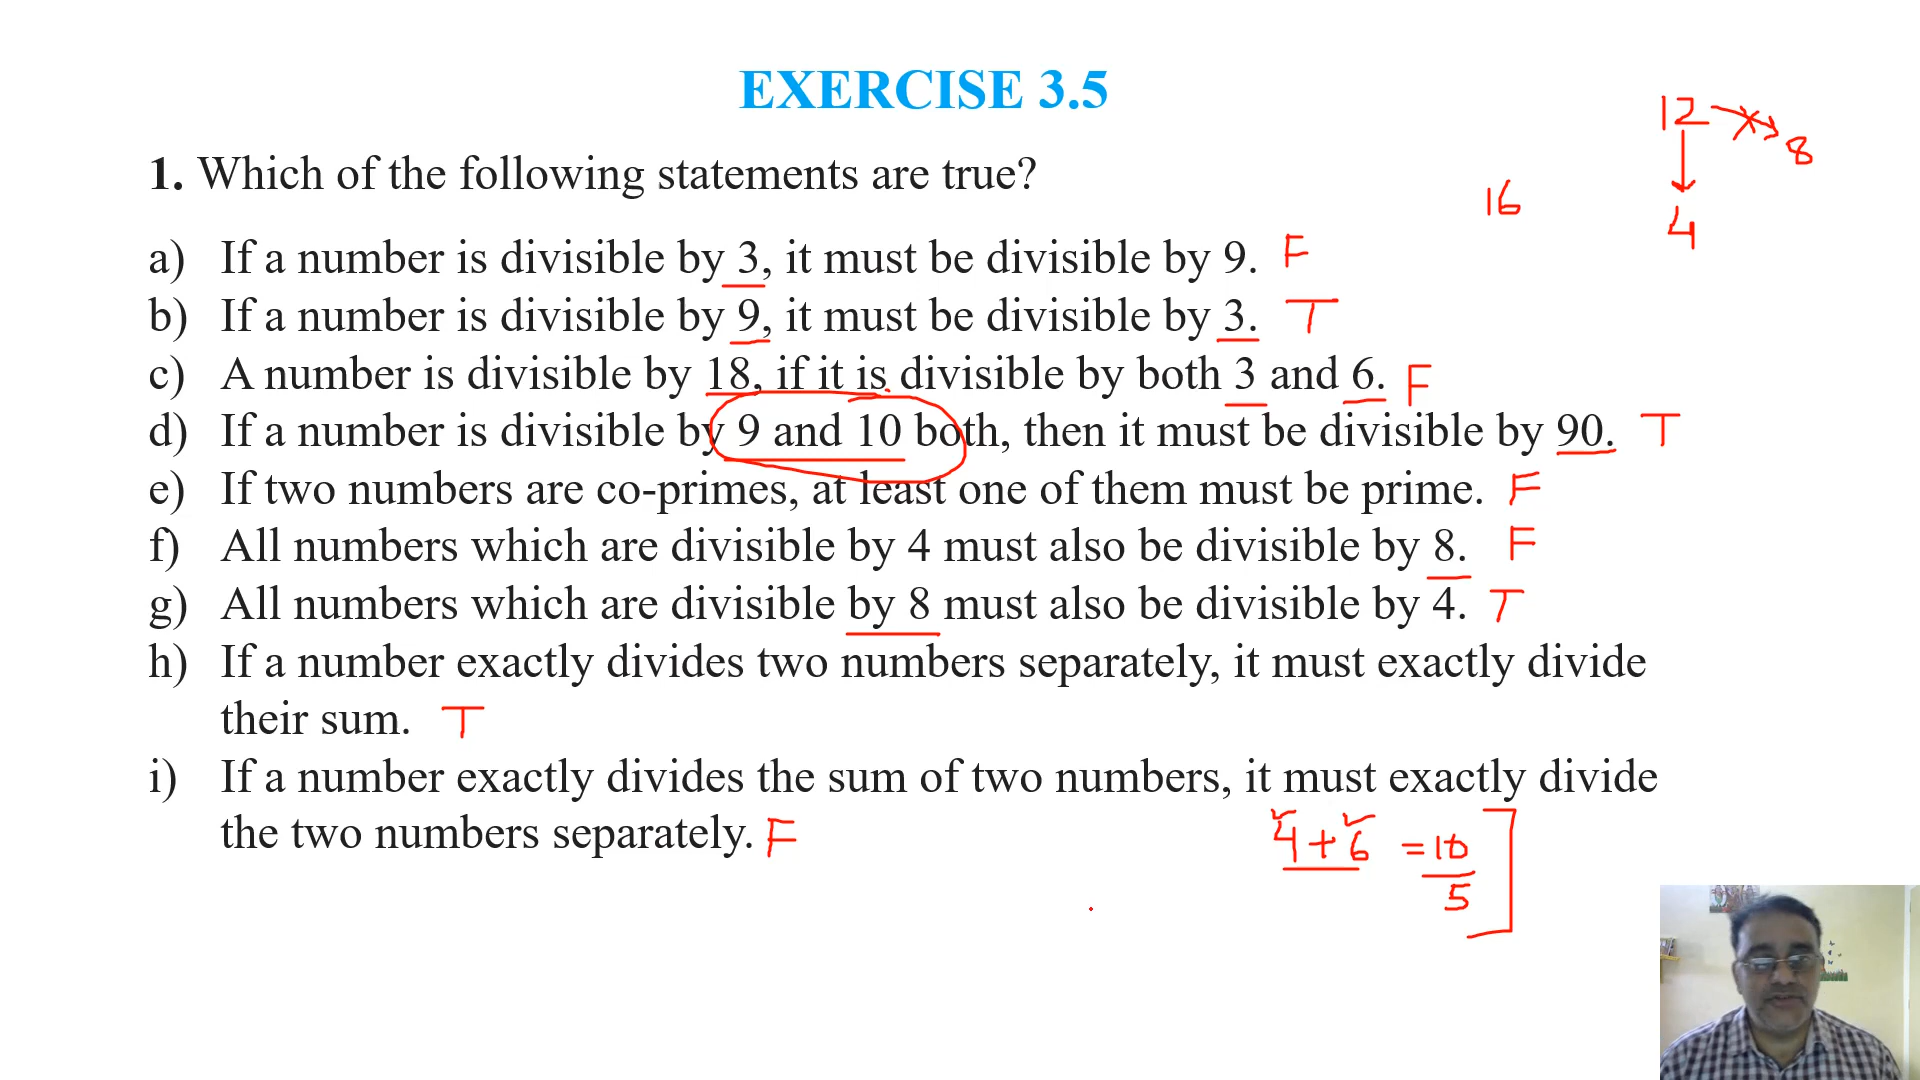 EXERCISE 3.5
12 8
1. Which of the following statements are true?
16
4
a) If a number is divisible by 3, it must be divisible by 9. F
b) If a number is divisible by 9, it must be divisible by 3. T
c) A number is divisible by 18, if it is divisible by both 3 and 6. F
d) If a number is divisible by 9 and 10 both, then it must be divisible by 90. T
e) If two numbers are co-primes, at least one of them must be prime. F
f) All numbers which are divisible by 4 must also be divisible by 8. F
g) All numbers which are divisible by 8 must also be divisible by 4. T
h) If a number exactly divides two numbers separately, it must exactly divide
their sum. T
i) If a number exactly divides the sum of two numbers, it must exactly divide
the two numbers separately. F
4+6 = 10
5